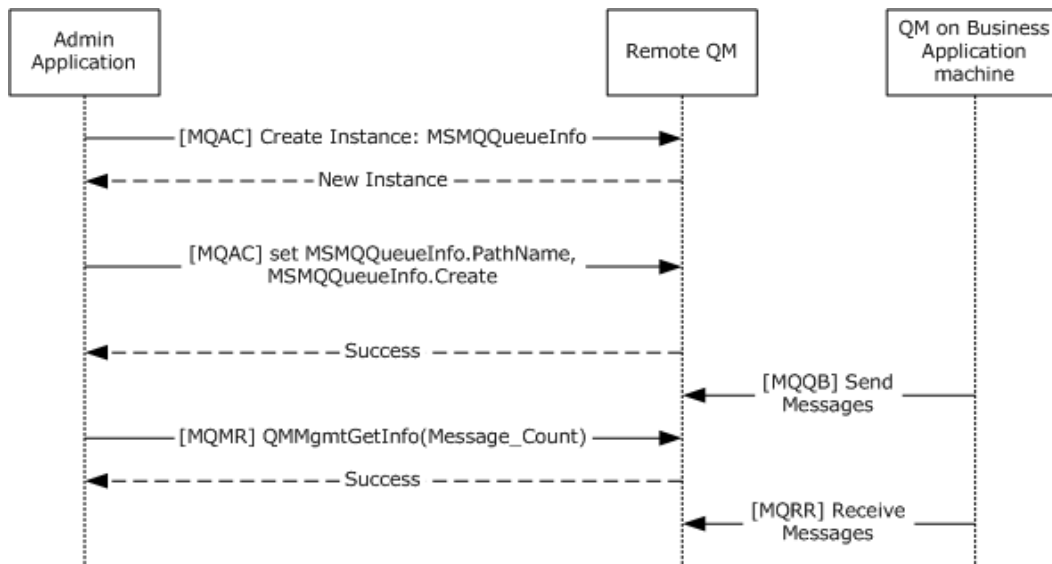 Admin
Application
Remote QM
QM on Business
Application
machine
[MQAC] Create Instance: MSMQQueueInfo
New Instance
[MQAC] set MSMQQueueInfo.PathName,
MSMQQueueInfo.Create
Success
[MQQB] Send
Messages
[MQMR] QMMgmtGetInfo(Message_Count)
Success
[MQRR] Receive
Messages